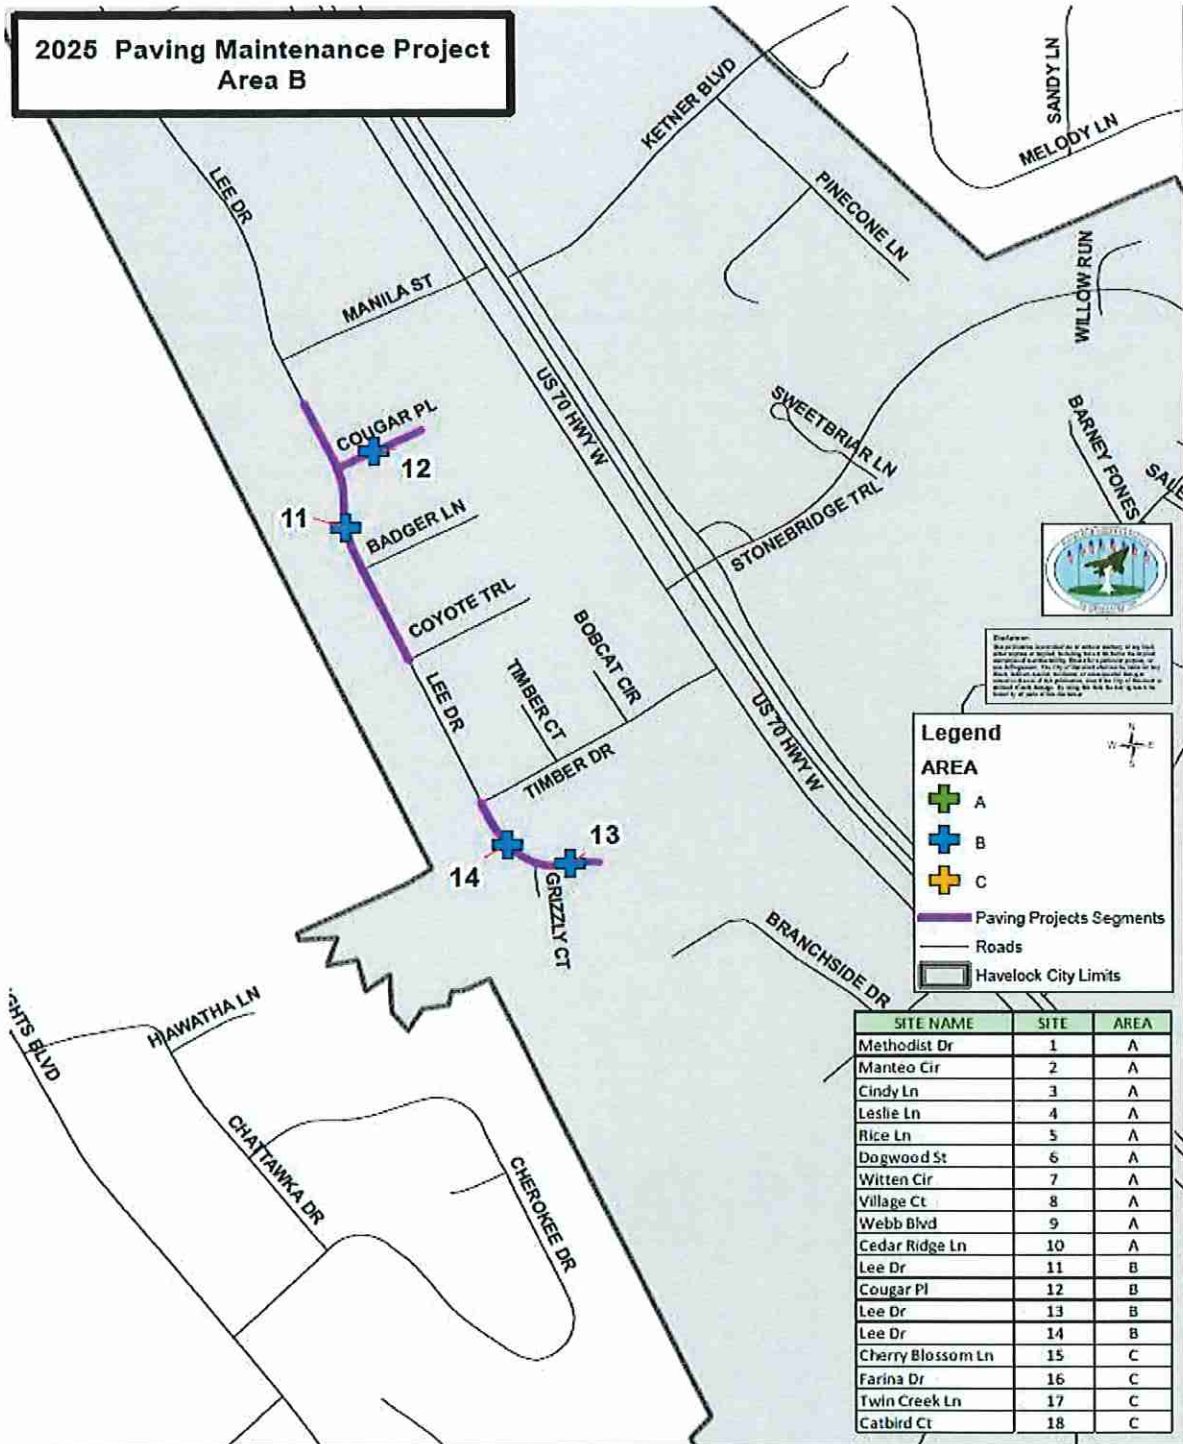 2025 Paving Maintenance Project
Area B
SANDY LN
KETNER BLVD
MELODY LN
LEE DR
PINECONE LN
WILLOW RUN
MANILA ST
US 70 HWY W
SWEETBRIAR LN
COUGAR PL
12
BARNEY FONES
STONEBRIDGE TRL
11
BADGER LN
COYOTE TRL
BOBCAT CIR
TIMBER CT
LEE DR
US 70 HWY W
TIMBER DR
13
14
GRIZZLY CT
BRANCHSIDE DR
HIAWATHA LN
GHTS BLVD
CHATTAWKA DR
CHEROKEE DR
Legend
N
W E
S
AREA
A
B
C
Paving Projects Segments
Roads
Havelock City Limits
SITE NAME SITE AREA
Methodist Dr 1 A
Manteo Cir 2 A
Cindy Ln 3 A
Leslie Ln 4 A
Rice Ln 5 A
Dogwood St 6 A
Witten Cir 7 A
Village Ct 8 A
Webb Blvd 9 A
Cedar Ridge Ln 10 A
Lee Dr 11 B
Cougar Pl 12 B
Lee Dr 13 B
Lee Dr 14 B
Cherry Blossom Ln 15 C
Farina Dr 16 C
Twin Creek Ln 17 C
Catbird Ct 18 C